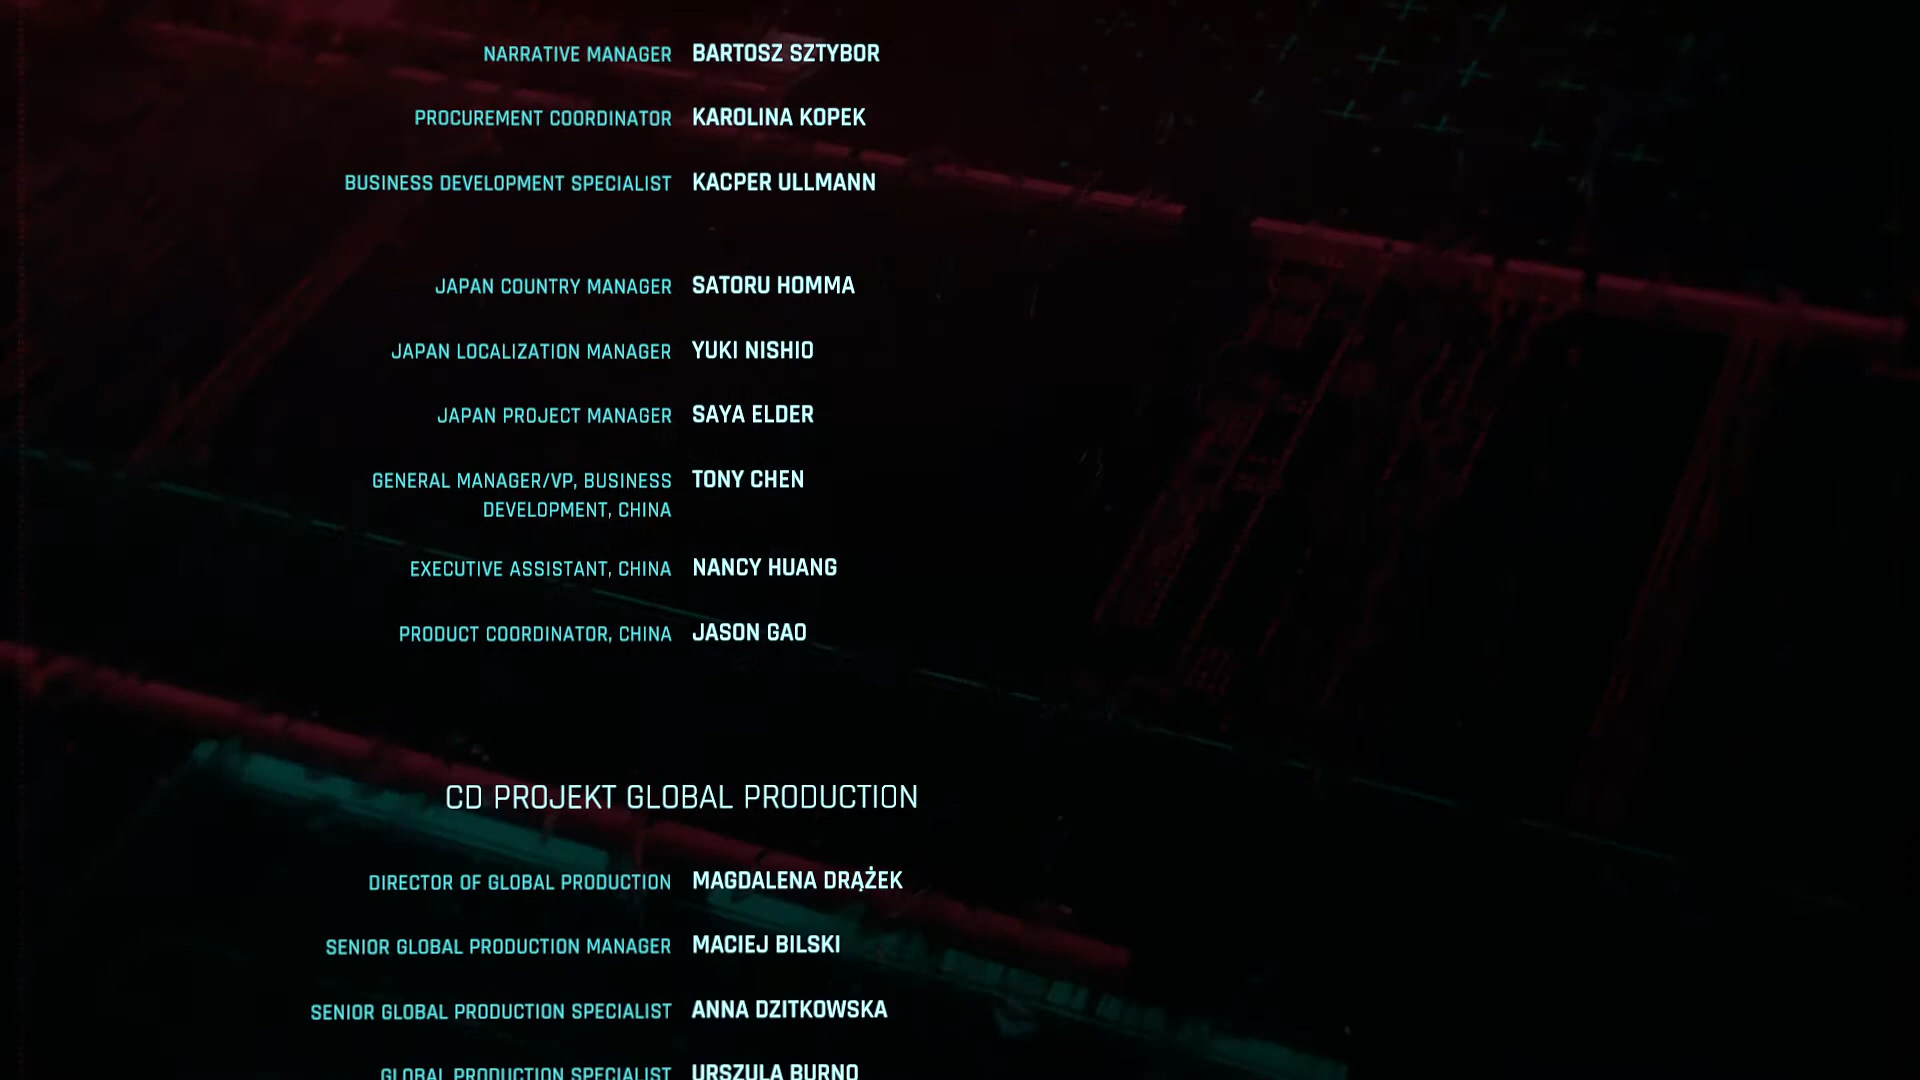 NARRATIVE MANAGER BARTOSZ SZTYBOR
PROCUREMENT COORDINATOR KAROLINA KOPEK
BUSINESS DEVELOPMENT SPECIALIST KACPER ULLMANN
JAPAN COUNTRY MANAGER SATORU HOMMA
JAPAN LOCALIZATION MANAGER YUKI NISHIO
JAPAN PROJECT MANAGER SAYA ELDER
GENERAL MANAGER/VP, BUSINESS TONY CHEN
DEVELOPMENT, CHINA
EXECUTIVE ASSISTANT, CHINA NANCY HUANG
PRODUCT COORDINATOR, CHINA JASON GAO
CD PROJEKT GLOBAL PRODUCTION
DIRECTOR OF GLOBAL PRODUCTION MAGDALENA DRĄŻEK
SENIOR GLOBAL PRODUCTION MANAGER MACIEJ BILSKI
SENIOR GLOBAL PRODUCTION SPECIALIST ANNA DZITKOWSKA
GLOBAL PRODUCTION SPECIALIST URSZULA BURNO